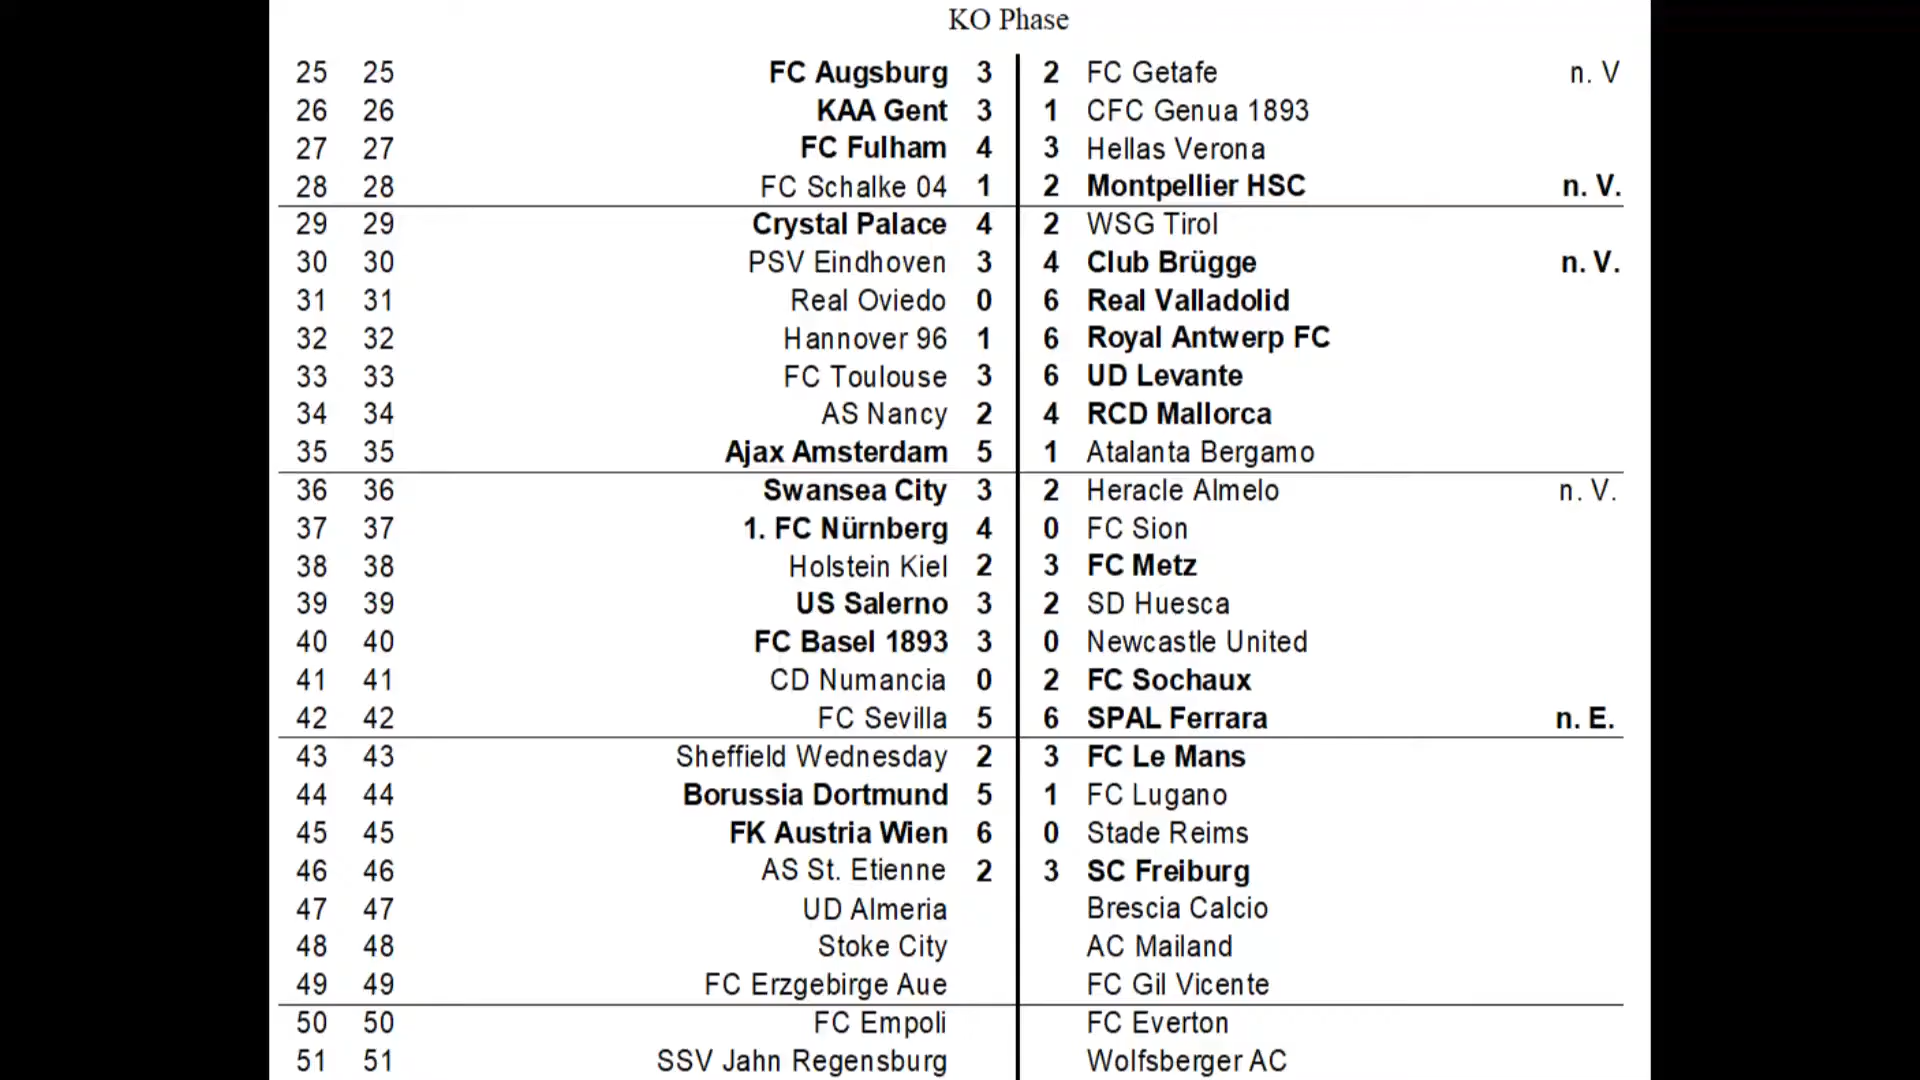 KO Phase
25 25 FC Augsburg 3 2 FC Getafe n. V
26 26 KAA Gent 3 1 CFC Genua 1893
27 27 FC Fulham 4 3 Hellas Verona
28 28 FC Schalke 04 1 2 Montpellier HSC n. V.
29 29 Crystal Palace 4 2 WSG Tirol
30 30 PSV Eindhoven 3 4 Club Brügge n. V.
31 31 Real Oviedo 0 6 Real Valladolid
32 32 Hannover 96 1 6 Royal Antwerp FC
33 33 FC Toulouse 3 6 UD Levante
34 34 AS Nancy 2 4 RCD Mallorca
35 35 Ajax Amsterdam 5 1 Atalanta Bergamo
36 36 Swansea City 3 2 Heracle Almelo n. V.
37 37 1. FC Nürnberg 4 0 FC Sion
38 38 Holstein Kiel 2 3 FC Metz
39 39 US Salerno 3 2 SD Huesca
40 40 FC Basel 1893 3 0 Newcastle United
41 41 CD Numancia 0 2 FC Sochaux
42 42 FC Sevilla 5 6 SPAL Ferrara n. E.
43 43 Sheffield Wednesday 2 3 FC Le Mans
44 44 Borussia Dortmund 5 1 FC Lugano
45 45 FK Austria Wien 6 0 Stade Reims
46 46 AS St. Etienne 2 3 SC Freiburg
47 47 UD Almeria Brescia Calcio
48 48 Stoke City AC Mailand
49 49 FC Erzgebirge Aue FC Gil Vicente
50 50 FC Empoli FC Everton
51 51 SSV Jahn Regensburg Wolfsberger AC